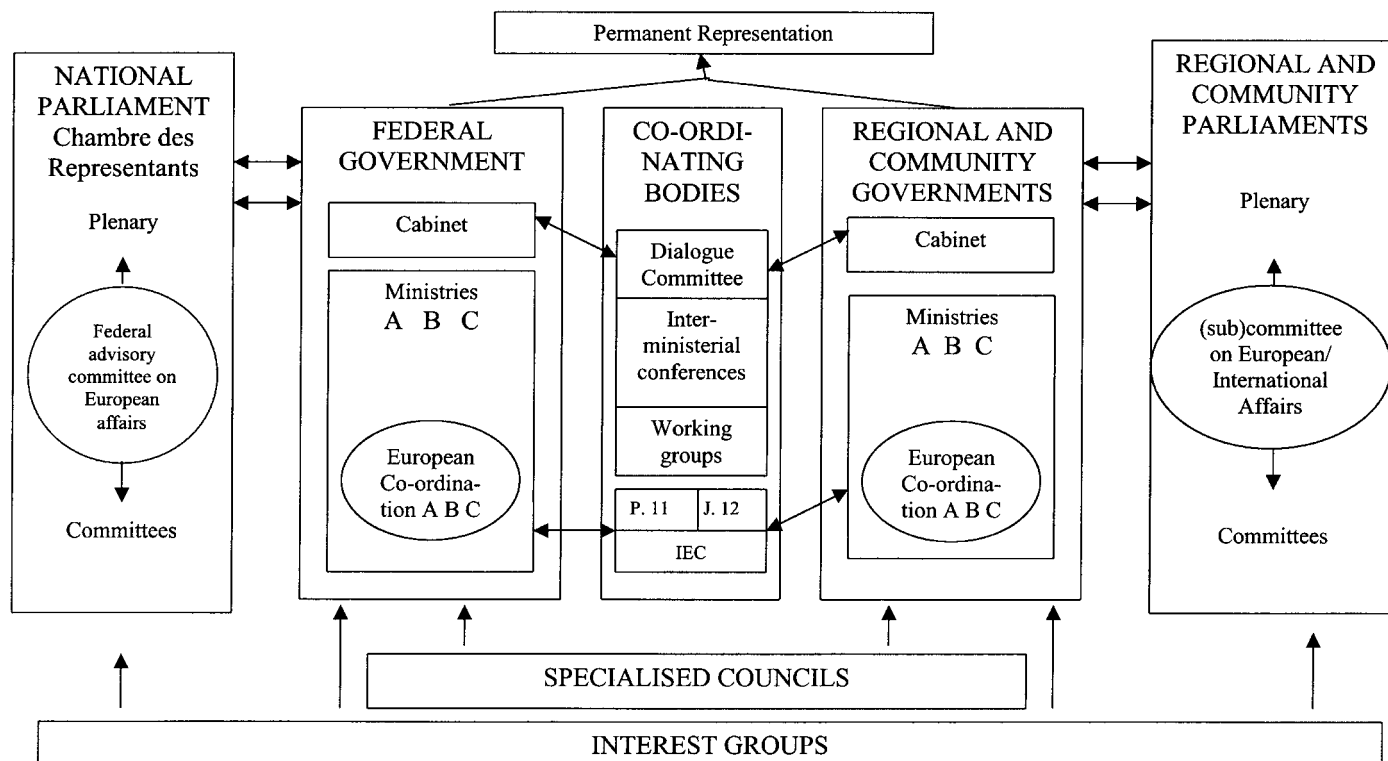 Permanent Representation
NATIONAL
PARLIAMENT
Chambre des
Representants
Plenary
Federal
advisory
committee on
European
affairs
Committees
FEDERAL
GOVERNMENT
Cabinet
Ministries
A B C
European
Co-ordina-
tion A B C
CO-ORDI-
NATING
BODIES
Dialogue
Committee
Inter-
ministerial
conferences
Working
groups
P. 11
J. 12
IEC
REGIONAL AND
COMMUNITY
GOVERNMENTS
Cabinet
Ministries
A B C
European
Co-ordina-
tion A B C
REGIONAL AND
COMMUNITY
PARLIAMENTS
Plenary
(sub)committee
on European/
International
Affairs
Committees
SPECIALISED COUNCILS
INTEREST GROUPS